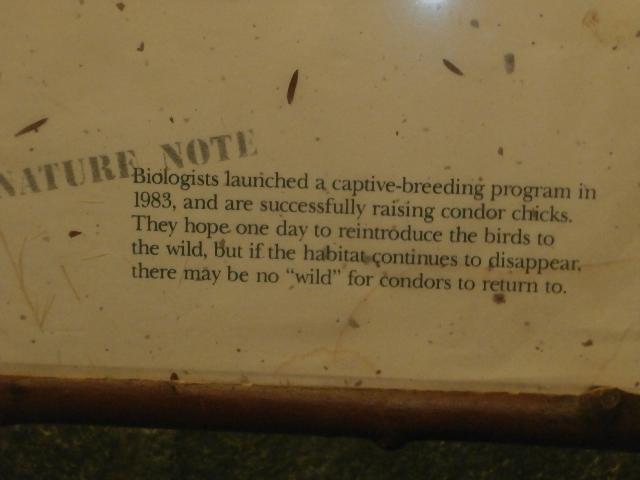 NATURE NOTE
Biologists launched a captive-breeding program in
1983, and are successfully raising condor chicks.
They hope one day to reintroduce the birds to
the wild, but if the habitat continues to disappear,
there may be no “wild” for condors to return to.